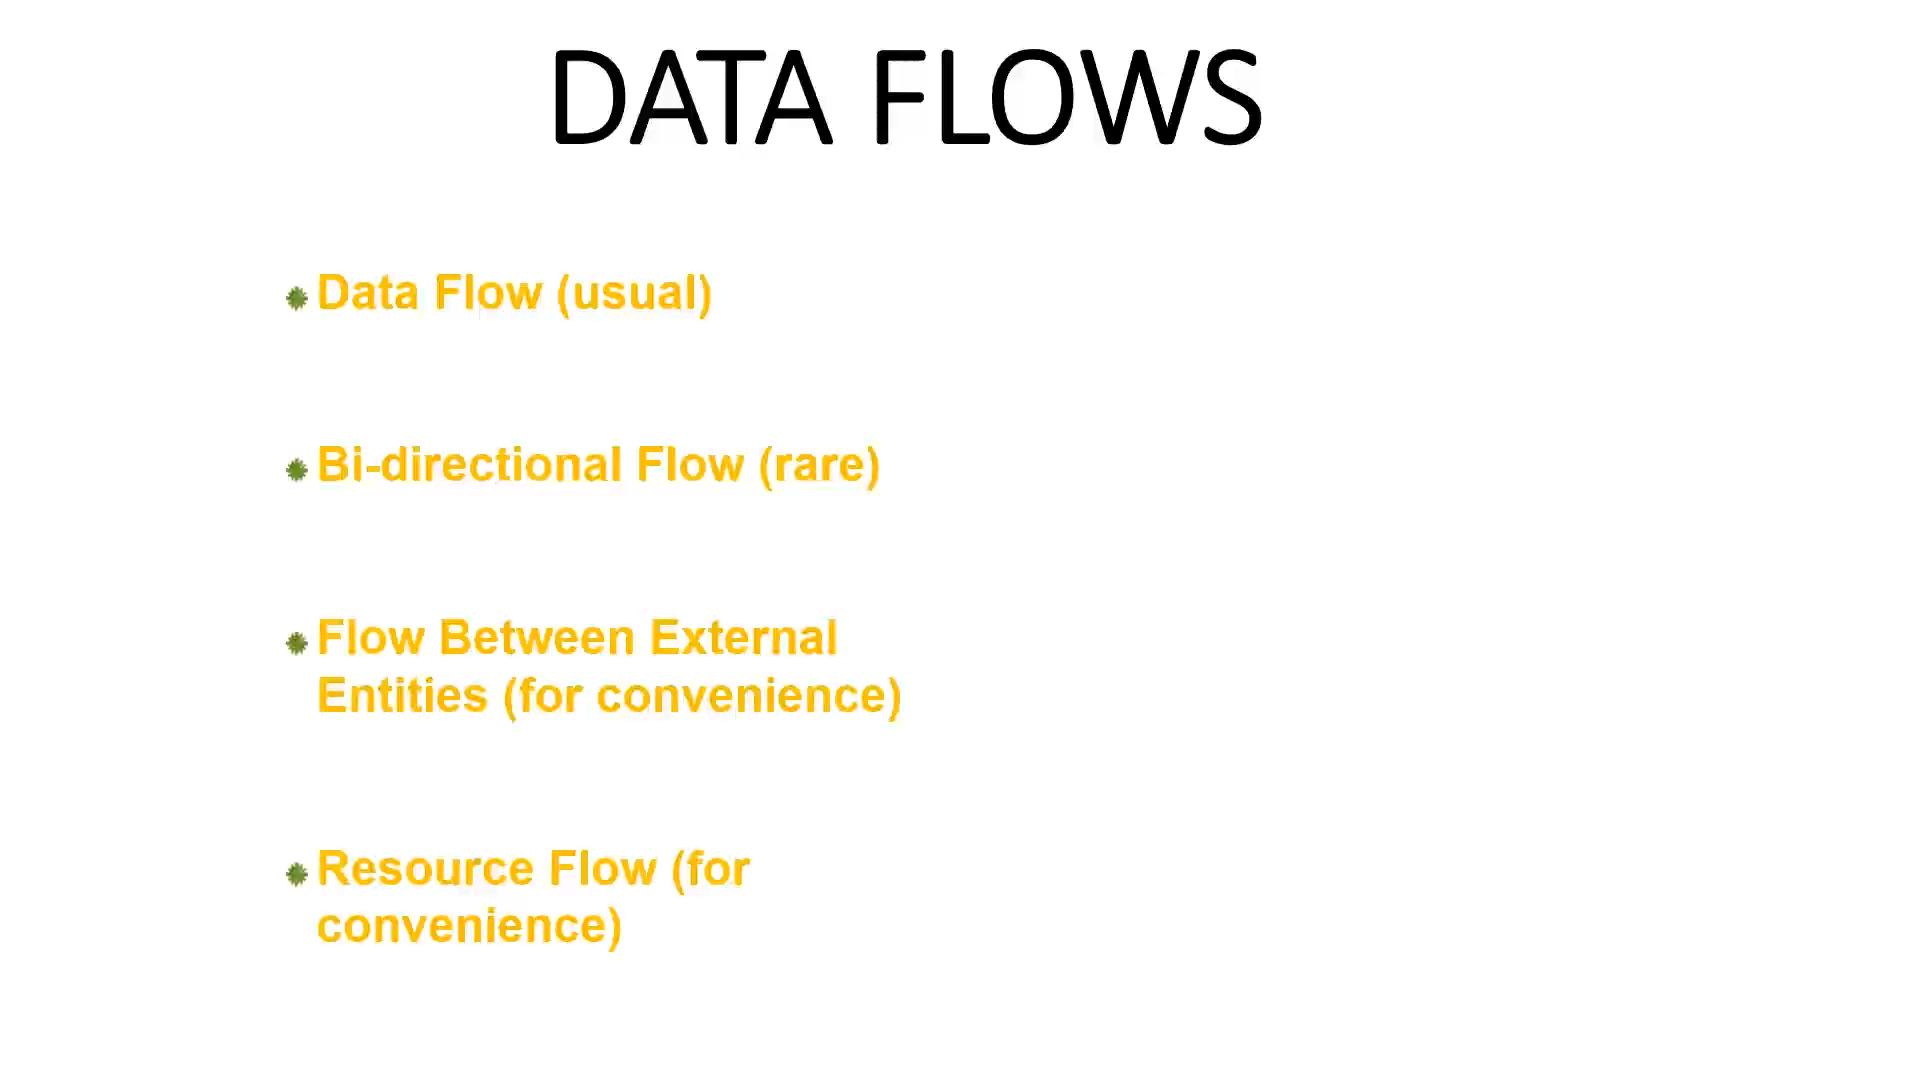 DATA FLOWS
Data Flow (usual)
Bi-directional Flow (rare)
Flow Between External
Entities (for convenience)
Resource Flow (for
convenience)